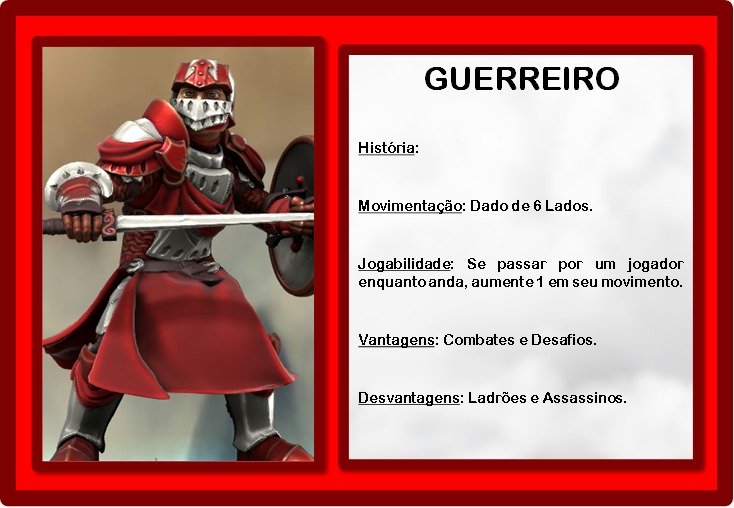 GUERREIRO
História:
Movimentação: Dado de 6 Lados.
Jogabilidade: Se passar por um jogador
enquanto anda, aumente 1 em seu movimento.
Vantagens: Combates e Desafios.
Desvantagens: Ladrões e Assassinos.